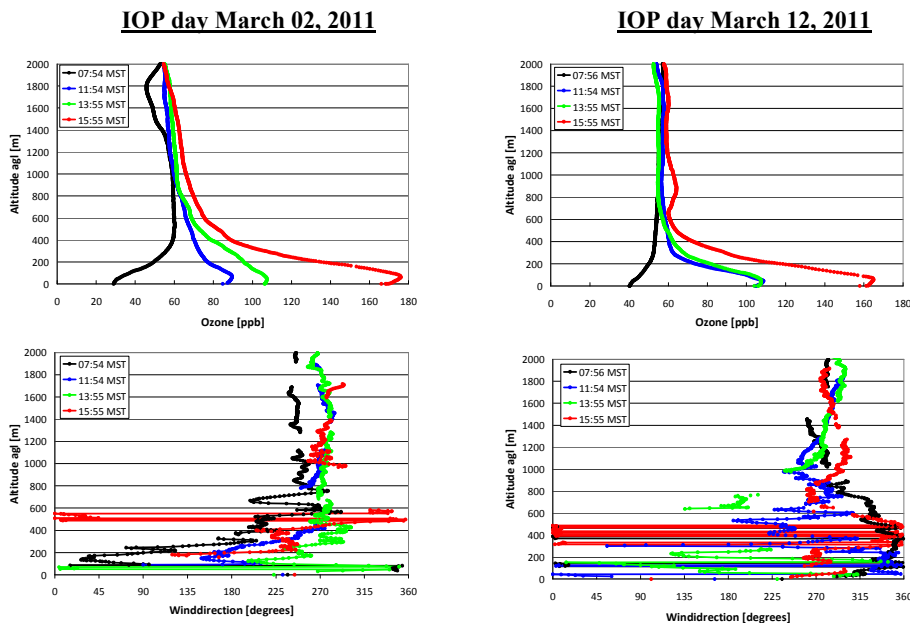 IOP day March 02, 2011
IOP day March 12, 2011
2000
1800
1600
1400
1200
1000
800
600
400
200
0
Altitude agl [m]
07:54 MST
11:54 MST
13:55 MST
15:55 MST
0 20 40 60 80 100 120 140 160 180
Ozone [ppb]
2000
1800
1600
1400
1200
1000
800
600
400
200
0
Altitude agl [m]
07:56 MST
11:54 MST
13:55 MST
15:55 MST
0 20 40 60 80 100 120 140 160 180
Ozone [ppb]
2000
1800
1600
1400
1200
1000
800
600
400
200
0
Altitude agl [m]
07:54 MST
11:54 MST
13:55 MST
15:55 MST
0 45 90 135 180 225 270 315 360
Winddirection [degrees]
2000
1800
1600
1400
1200
1000
800
600
400
200
0
Altitude agl [m]
07:56 MST
11:54 MST
13:55 MST
15:55 MST
0 45 90 135 180 225 270 315 360
Windidrection [degrees]